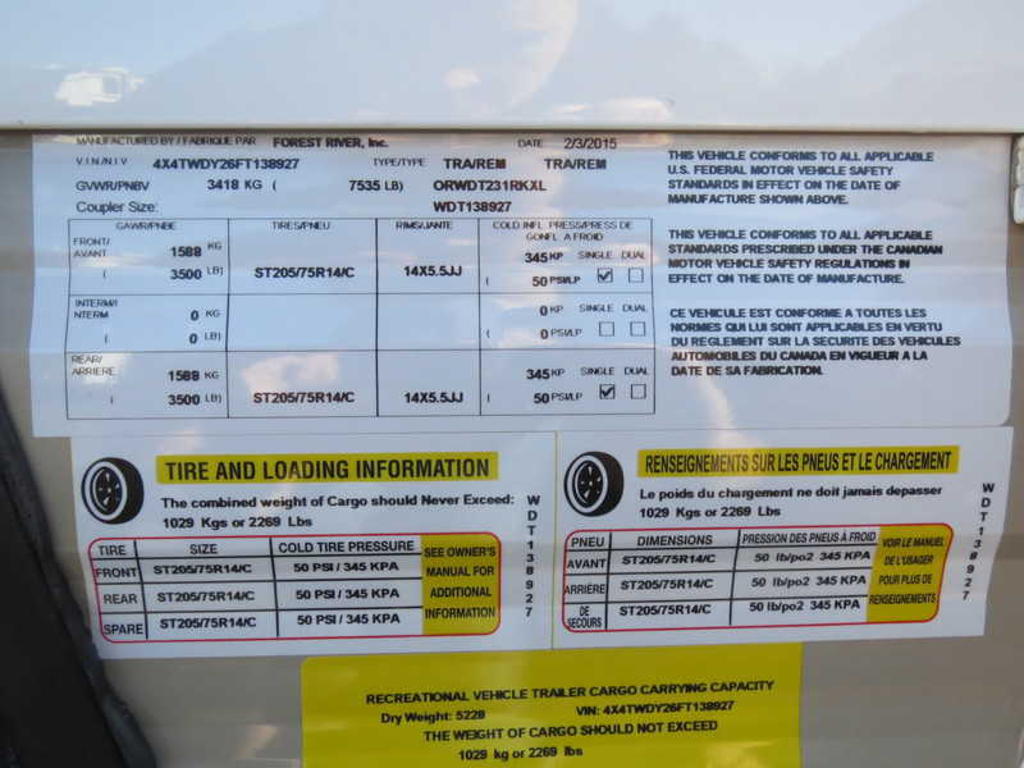 MANUFACTURED BY / FABRIQUE PAR FOREST RIVER, Inc. DATE 2/3/2015
V.I.N/N.I.V 4X4TWDY26FT138927 TYPE/TYPE TRA/REM TRA/REM
GVWR/PNBV 3418 KG ( 7535 LB) ORWDT231RKXL
Coupler Size: WDT138927
GAWR/PNBE TIRES/PNEU RIMS/JANTE COLD INFL. PRESS/PRESS DE
GONFL A FROID
FRONT/
AVANT 1588 KG 345 KP SINGLE DUAL
( 3500 LB) ST205/75R14/C 14X5.5JJ ( 50 PSI/LP
INTERM/I
NTERM 0 KG 0 KP SINGLE DUAL
( 0 LB) ( 0 PSI/LP
REAR/
ARRIERE 1588 KG 345 KP SINGLE DUAL
( 3500 LB) ST205/75R14/C 14X5.5JJ ( 50 PSI/LP
THIS VEHICLE CONFORMS TO ALL APPLICABLE
U.S. FEDERAL MOTOR VEHICLE SAFETY
STANDARDS IN EFFECT ON THE DATE OF
MANUFACTURE SHOWN ABOVE.
THIS VEHICLE CONFORMS TO ALL APPLICABLE
STANDARDS PRESCRIBED UNDER THE CANADIAN
MOTOR VEHICLE SAFETY REGULATIONS IN
EFFECT ON THE DATE OF MANUFACTURE.
CE VEHICULE EST CONFORME A TOUTES LES
NORMES QUI LUI SONT APPLICABLES EN VERTU
DU REGLEMENT SUR LA SECURITE DES VEHICULES
AUTOMOBILES DU CANADA EN VIGUEUR A LA
DATE DE SA FABRICATION.
TIRE AND LOADING INFORMATION
The combined weight of Cargo should Never Exceed:
1029 Kgs or 2269 Lbs
TIRE SIZE COLD TIRE PRESSURE
FRONT ST205/75R14/C 50 PSI / 345 KPA
REAR ST205/75R14/C 50 PSI / 345 KPA
SPARE ST205/75R14/C 50 PSI / 345 KPA
SEE OWNER'S
MANUAL FOR
ADDITIONAL
INFORMATION
WDT138927
RENSEIGNEMENTS SUR LES PNEUS ET LE CHARGEMENT
Le poids du chargement ne doit jamais depasser
1029 Kgs or 2269 Lbs
PNEU DIMENSIONS PRESSION DES PNEUS À FROID
AVANT ST205/75R14/C 50 lb/po2 345 KPA
ARRIÈRE ST205/75R14/C 50 lb/po2 345 KPA
DE
SECOURS ST205/75R14/C 50 lb/po2 345 KPA
VOIR LE MANUEL
DE L'USAGER
POUR PLUS DE
RENSEIGNEMENTS
WDT138927
RECREATIONAL VEHICLE TRAILER CARGO CARRYING CAPACITY
Dry Weight: 5228 VIN: 4X4TWDY26FT138927
THE WEIGHT OF CARGO SHOULD NOT EXCEED
1029 kg or 2269 lbs